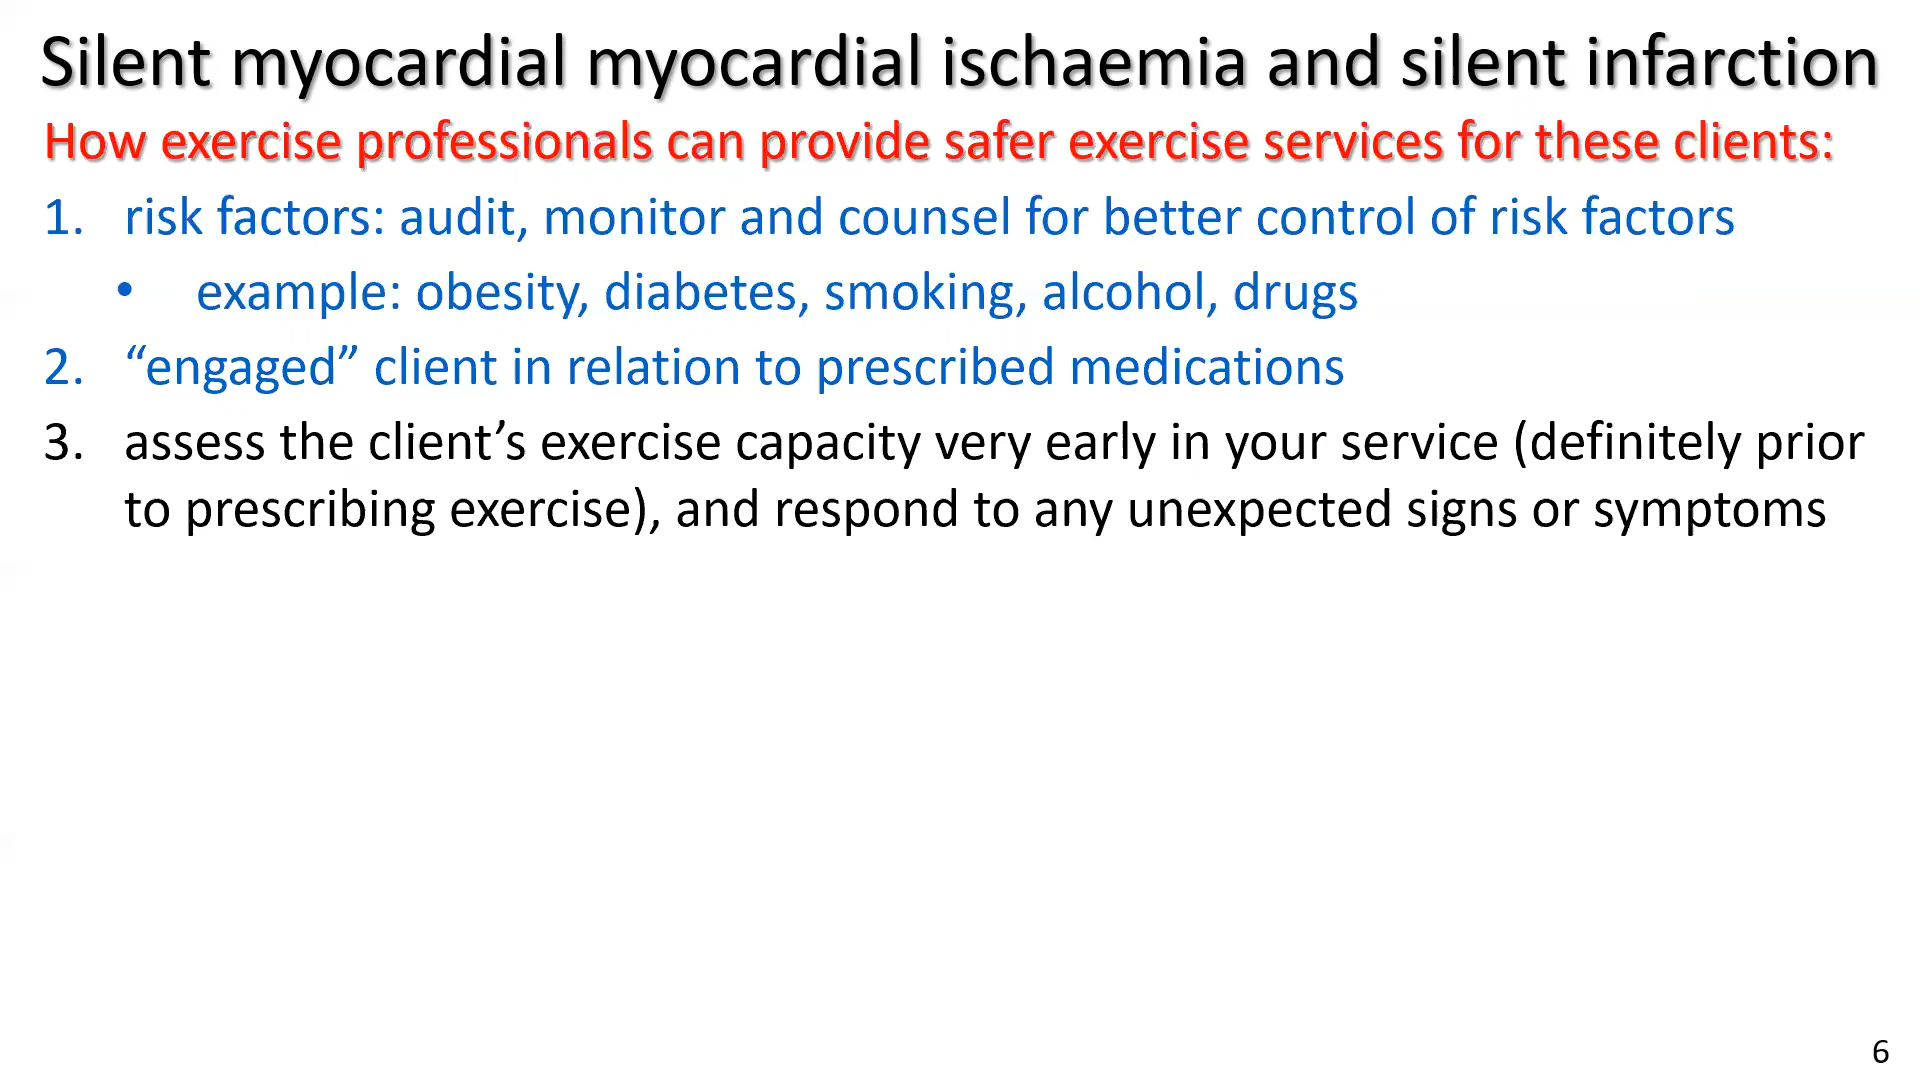 Silent myocardial myocardial ischaemia and silent infarction
How exercise professionals can provide safer exercise services for these clients:
1. risk factors: audit, monitor and counsel for better control of risk factors
• example: obesity, diabetes, smoking, alcohol, drugs
2. “engaged” client in relation to prescribed medications
3. assess the client’s exercise capacity very early in your service (definitely prior
to prescribing exercise), and respond to any unexpected signs or symptoms
6